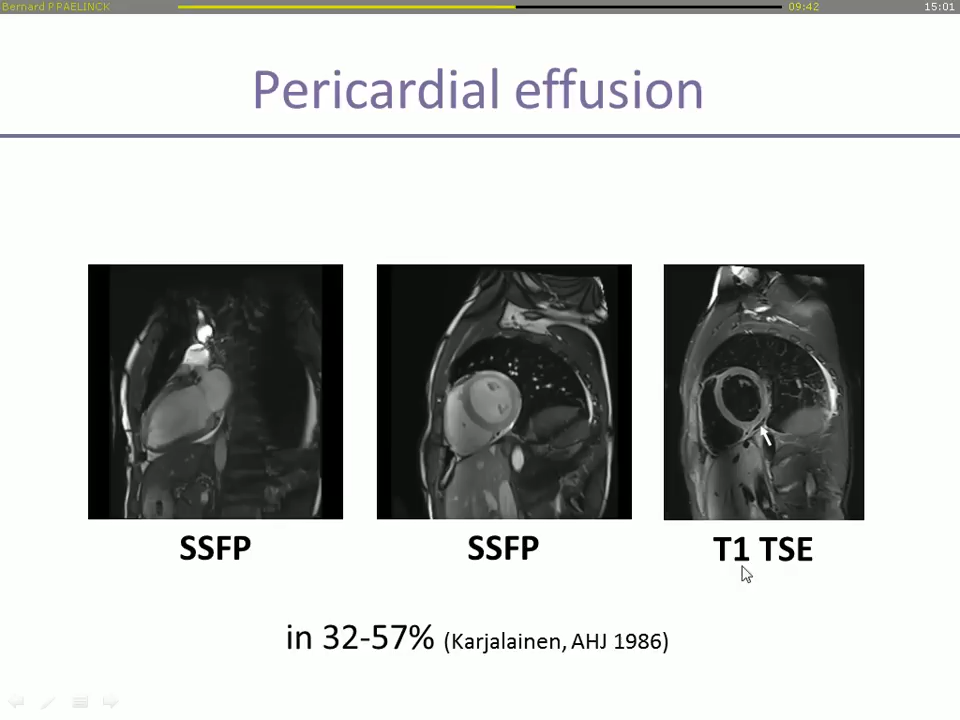 Bernard P PAELINCK 09:42 15:01
Pericardial effusion
SSFP SSFP T1 TSE
in 32-57% (Karjalainen, AHJ 1986)